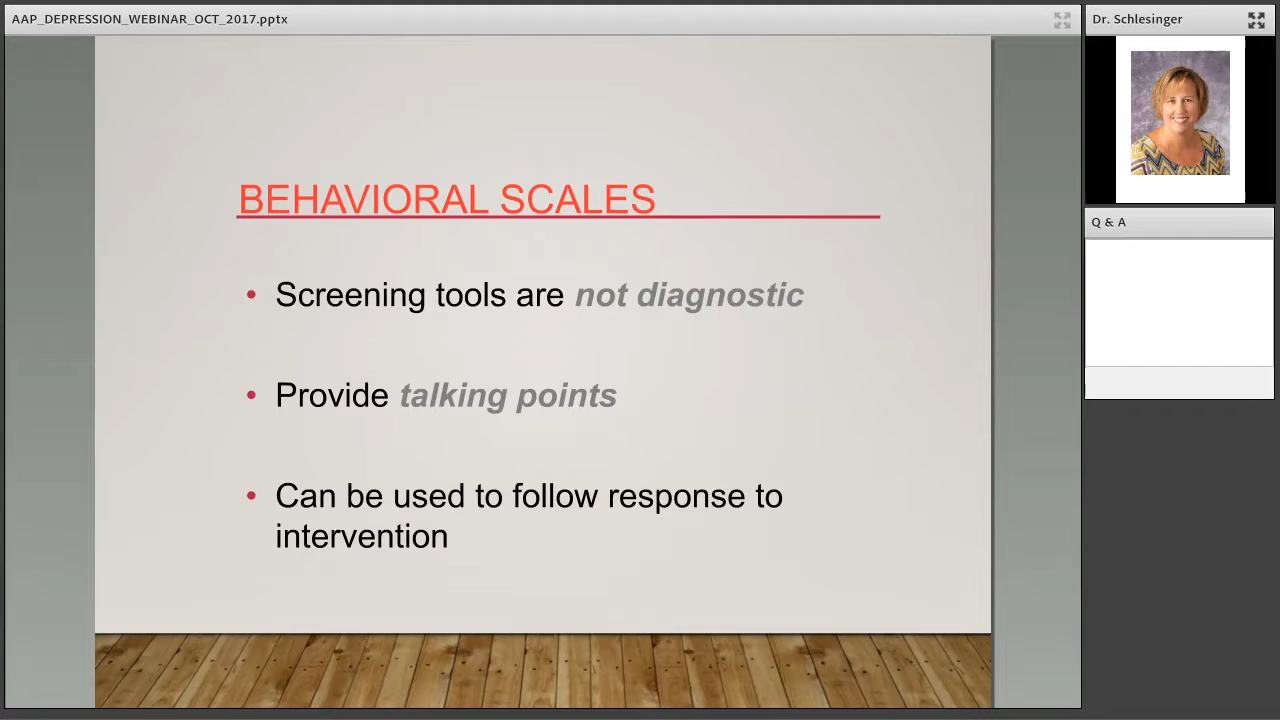 AAP_DEPRESSION_WEBINAR_OCT_2017.pptx
Dr. Schlesinger
Q & A
BEHAVIORAL SCALES
• Screening tools are not diagnostic
• Provide talking points
• Can be used to follow response to
intervention